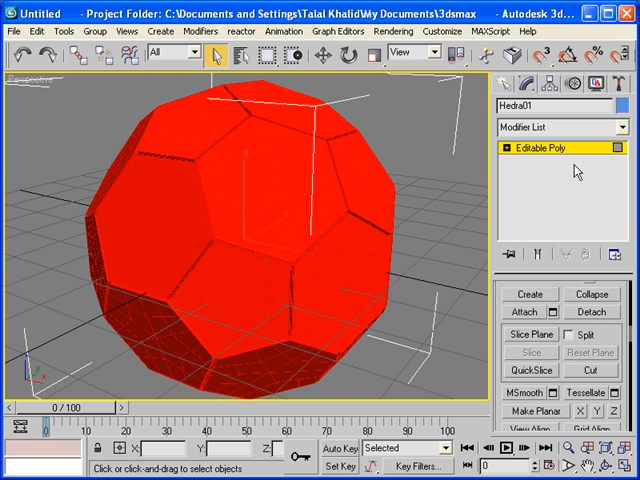 Untitled - Project Folder: C:\Documents and Settings\Talal Khalid\My Documents\3dsmax - Autodesk 3d...
File Edit Tools Group Views Create Modifiers reactor Animation Graph Editors Rendering Customize MAXScript Help
All View 3 %
Perspective
Hedra01
Modifier List
Editable Poly
z
Create Collapse
Attach Detach
Slice Plane Split
Slice Reset Plane
QuickSlice Cut
MSmooth Tessellate
Make Planar X Y Z
View Align Grid Align
z x
< 0 / 100 >
0 10 20 30 40 50 60 70 80 90 100
X: Y: Z: Auto Key Selected
Click or click-and-drag to select objects Set Key Key Filters... 0